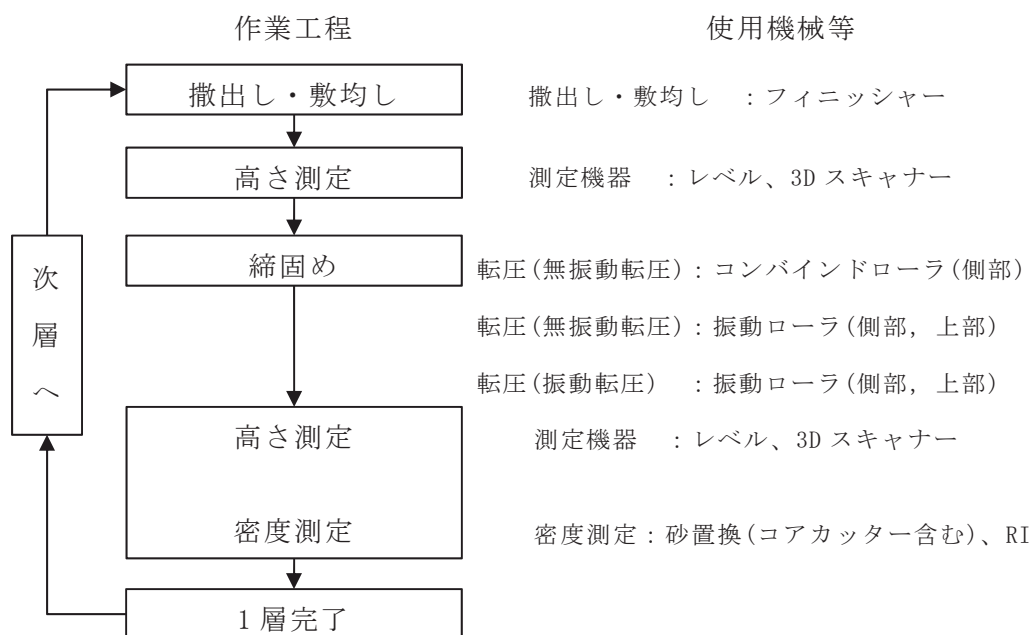 作業工程 使用機械等
撒出し・敷均し 撒出し・敷均し ：フィニッシャー
高さ測定 測定機器 ：レベル、3D スキャナー
締固め 転圧(無振動転圧)：コンバインドローラ(側部)
転圧(無振動転圧)：振動ローラ(側部, 上部)
転圧(振動転圧) ：振動ローラ(側部, 上部)
高さ測定 測定機器 ：レベル、3D スキャナー
密度測定 密度測定：砂置換(コアカッター含む)、RI
1 層完了
次
層
へ